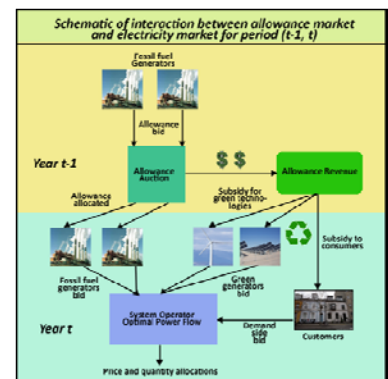 Schematic of interaction between allowance market
and electricity market for period (t-1, t)
Fossil fuel
Generators
Allowance
bid
Year t-1
Allowance
Auction
$ $
Allowance Revenue
Allowance
allocated
Subsidy for
green techno-
logies
Subsidy to
consumers
Fossil fuel
generators
bid
Green
generators
bid
System Operator
Optimal Power Flow
Demand
side
bid
Customers
Year t
Price and quantity allocations